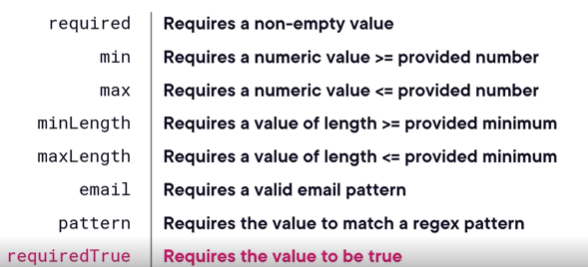 required Requires a non-empty value
min Requires a numeric value >= provided number
max Requires a numeric value <= provided number
minLength Requires a value of length >= provided minimum
maxLength Requires a value of length <= provided minimum
email Requires a valid email pattern
pattern Requires the value to match a regex pattern
requiredTrue Requires the value to be true